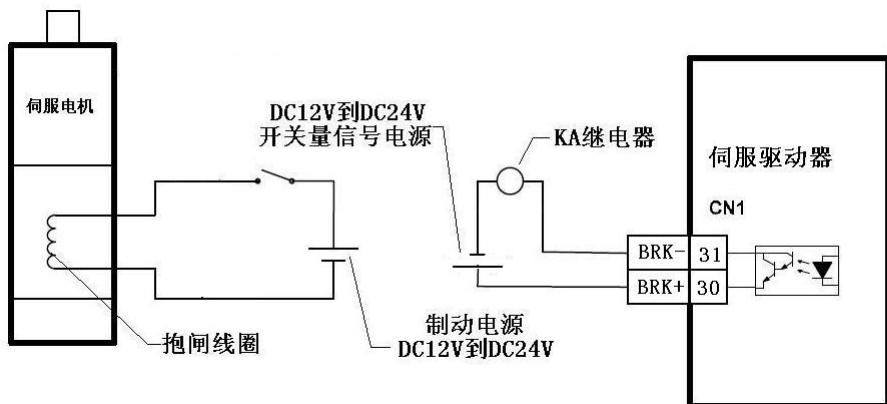 伺服电机
DC12V到DC24V
开关量信号电源
KA继电器
伺服驱动器
CN1
BRK- 31
BRK+ 30
抱闸线圈
制动电源
DC12V到DC24V